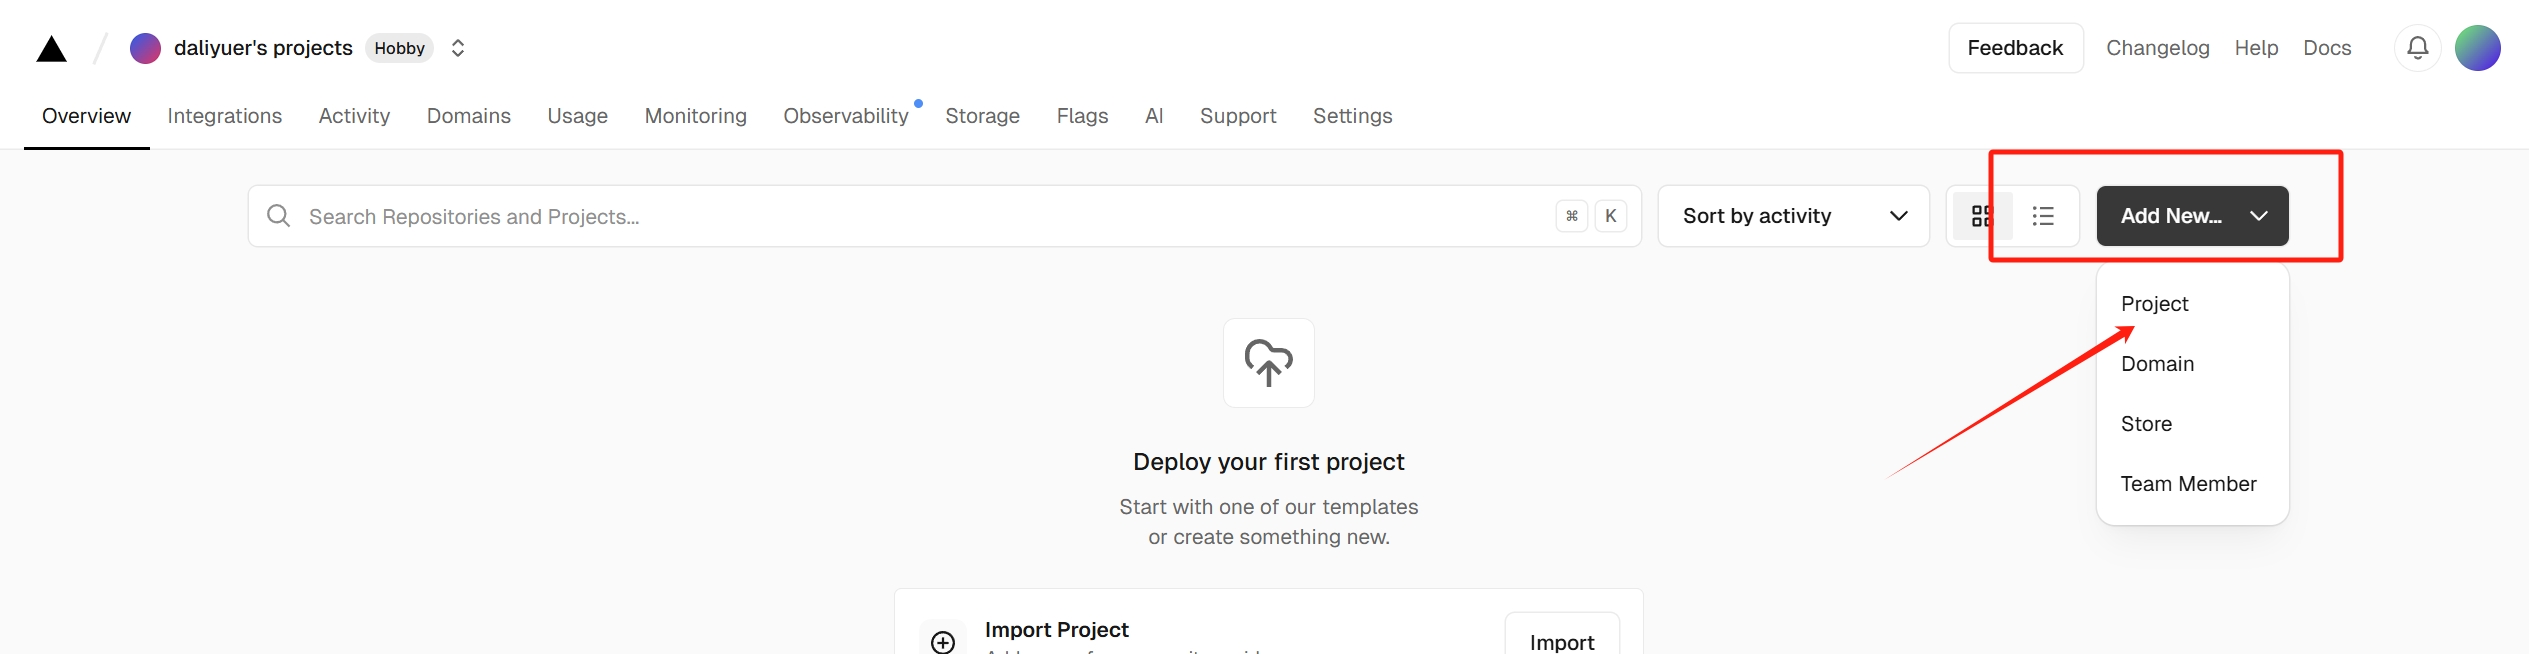 daliyuer's projects Hobby
Feedback Changelog Help Docs
Overview Integrations Activity Domains Usage Monitoring Observability Storage Flags AI Support Settings
Search Repositories and Projects... ⌘ K Sort by activity Add New...
Project
Domain
Store
Team Member
Deploy your first project
Start with one of our templates
or create something new.
Import Project
Import